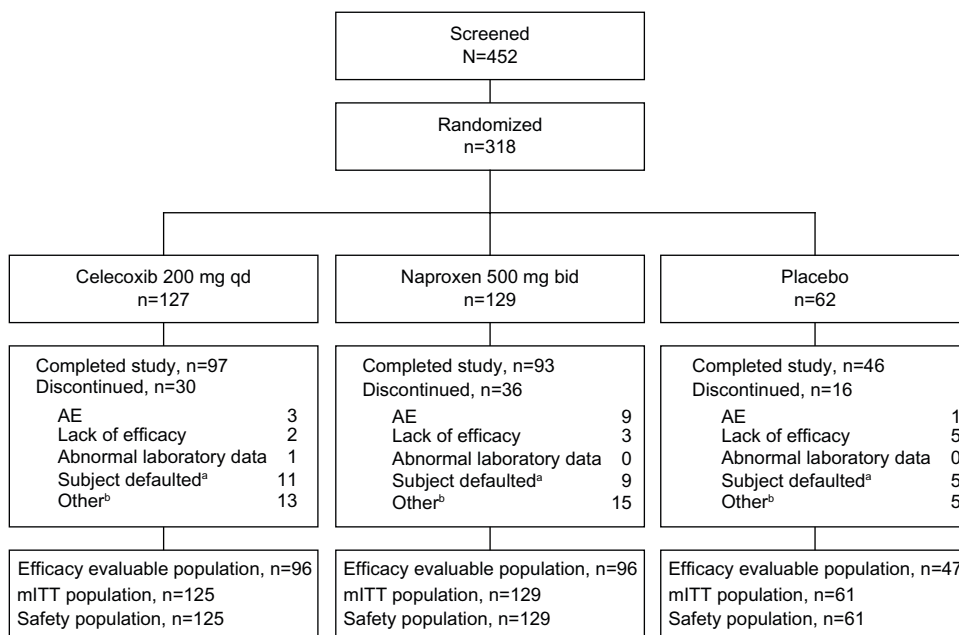 Screened
N=452
Randomized
n=318
Celecoxib 200 mg qd
n=127
Naproxen 500 mg bid
n=129
Placebo
n=62
Completed study, n=97
Discontinued, n=30
AE 3
Lack of efficacy 2
Abnormal laboratory data 1
Subject defaultedᵃ 11
Otherᵇ 13
Completed study, n=93
Discontinued, n=36
AE 9
Lack of efficacy 3
Abnormal laboratory data 0
Subject defaultedᵃ 9
Otherᵇ 15
Completed study, n=46
Discontinued, n=16
AE 1
Lack of efficacy 5
Abnormal laboratory data 0
Subject defaultedᵃ 5
Otherᵇ 5
Efficacy evaluable population, n=96
mITT population, n=125
Safety population, n=125
Efficacy evaluable population, n=96
mITT population, n=129
Safety population, n=129
Efficacy evaluable population, n=47
mITT population, n=61
Safety population, n=61